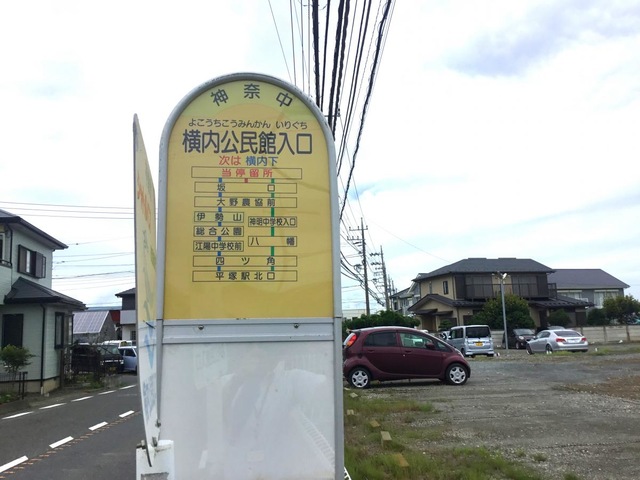 神奈中
よこうちこうみんかん いりぐち
横内公民館入口
次は 横内下
当停留所
坂口
大野農協前
伊勢山
神明中学校入口
総合公園
八幡
江陽中学校前
四ツ角
平塚駅北口